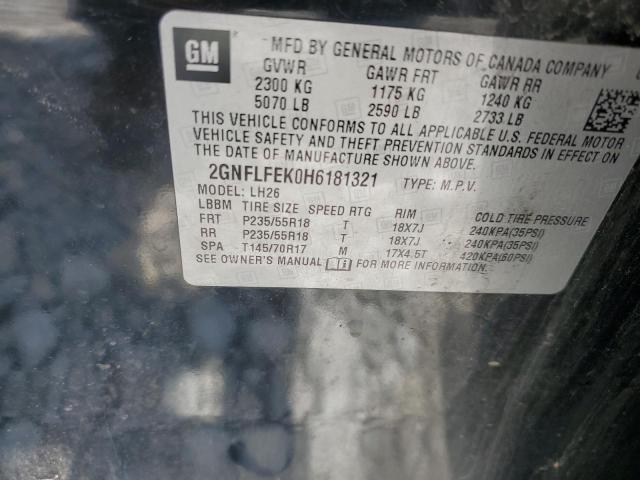 GM
MFD BY GENERAL MOTORS OF CANADA COMPANY
GVWR GAWR FRT GAWR RR
2300 KG 1175 KG 1240 KG
5070 LB 2590 LB 2733 LB
THIS VEHICLE CONFORMS TO ALL APPLICABLE U.S. FEDERAL MOTOR
VEHICLE SAFETY AND THEFT PREVENTION STANDARDS IN EFFECT ON
THE DATE OF MANUFACTURE SHOWN ABOVE.
2GNFLFEK0H6181321 TYPE: M.P.V.
MODEL: LH26
LBBM TIRE SIZE SPEED RTG RIM COLD TIRE PRESSURE
FRT P235/55R18 T 18X7J 240KPA(35PSI)
RR P235/55R18 T 18X7J 240KPA(35PSI)
SPA T145/70R17 M 17X4.5T 420KPA(60PSI)
SEE OWNER'S MANUAL FOR MORE INFORMATION.